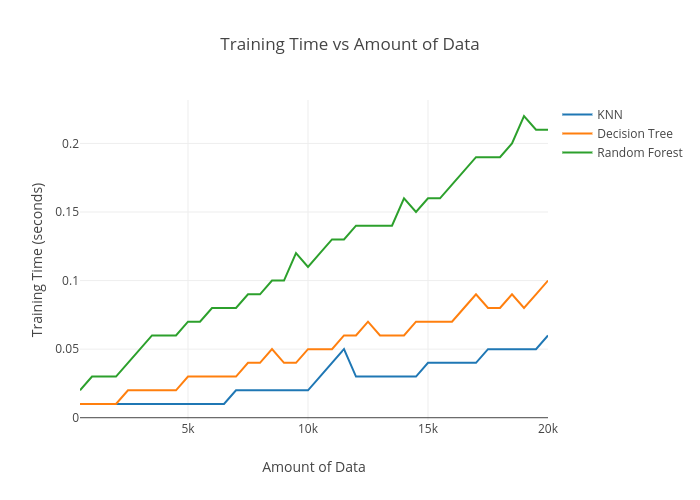 Training Time vs Amount of Data
KNN
Decision Tree
Random Forest
Training Time (seconds)
0.2
0.15
0.1
0.05
0
5k
10k
15k
20k
Amount of Data